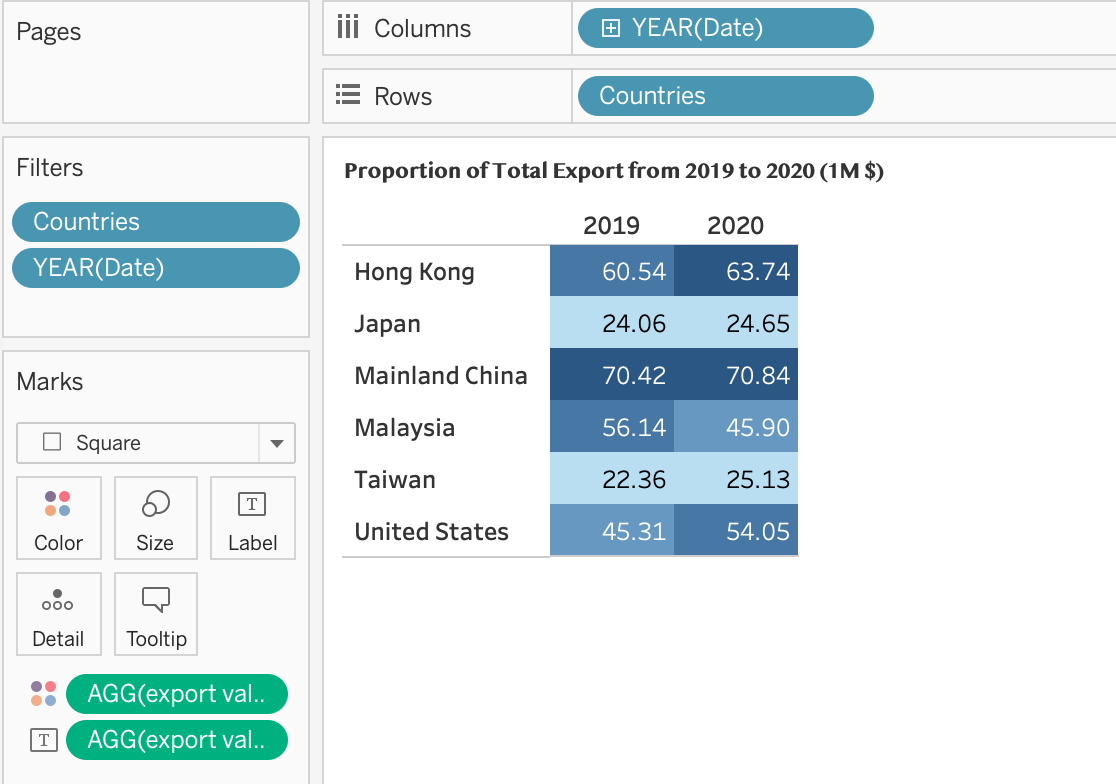 Pages
Columns
YEAR(Date)
Rows
Countries
Filters
Countries
YEAR(Date)
Marks
Square
Color
Size
T
Label
Detail
Tooltip
AGG(export val..
T
AGG(export val..
Proportion of Total Export from 2019 to 2020 (1M $)
2019 2020
Hong Kong 60.54 63.74
Japan 24.06 24.65
Mainland China 70.42 70.84
Malaysia 56.14 45.90
Taiwan 22.36 25.13
United States 45.31 54.05